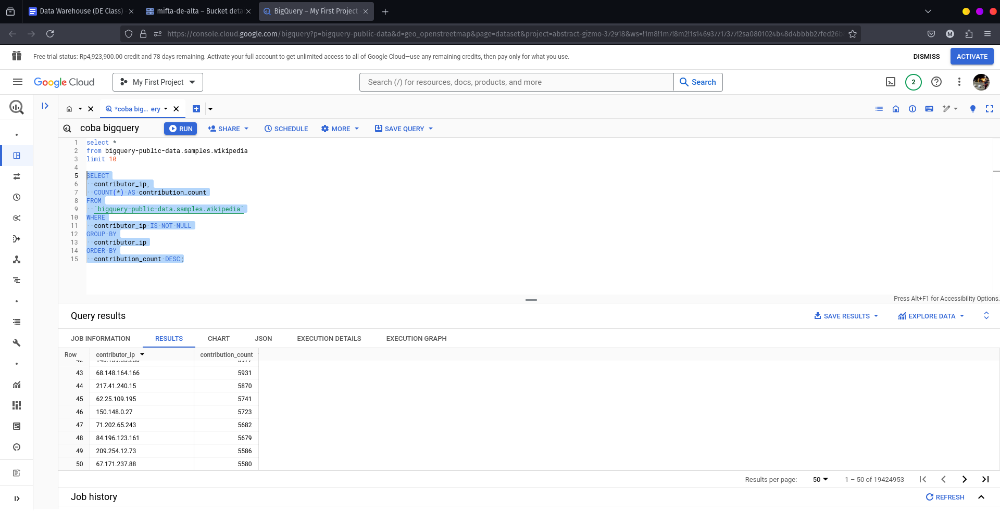 Data Warehouse (DE Class)
mifta-de-alta – Bucket deta
BigQuery – My First Project
https://console.cloud.google.com/bigquery?p=bigquery-public-data&d=geo_openstreetmap&page=dataset&project=abstract-gizmo-372918&ws=!1m8!1m7!8m2!1s146937717377!2sa0801024b48d4bbbb27fed26b
M
Free trial status: Rp4,923,900.00 credit and 78 days remaining. Activate your full account to get unlimited access to all of Google Cloud—use any remaining credits, then pay only for what you use.
DISMISS
ACTIVATE
Google Cloud
My First Project
Search (/) for resources, docs, products, and more
Search
2
*coba big... ery
coba bigquery
RUN
SHARE
SCHEDULE
MORE
SAVE QUERY
1 select *
2 from bigquery-public-data.samples.wikipedia
3 limit 10
4
5 SELECT
6 contributor_ip,
7 COUNT(*) AS contribution_count
8 FROM
9 `bigquery-public-data.samples.wikipedia`
10 WHERE
11 contributor_ip IS NOT NULL
12 GROUP BY
13 contributor_ip
14 ORDER BY
15 contribution_count DESC;
Press Alt+F1 for Accessibility Options.
Query results
SAVE RESULTS
EXPLORE DATA
JOB INFORMATION
RESULTS
CHART
JSON
EXECUTION DETAILS
EXECUTION GRAPH
Row contributor_ip contribution_count
43 68.148.164.166 5931
44 217.41.240.15 5870
45 62.25.109.195 5741
46 150.148.0.27 5723
47 71.202.65.243 5682
48 84.196.123.161 5679
49 209.254.12.73 5586
50 67.171.237.88 5580
Results per page: 50 1 – 50 of 19424953
Job history
REFRESH